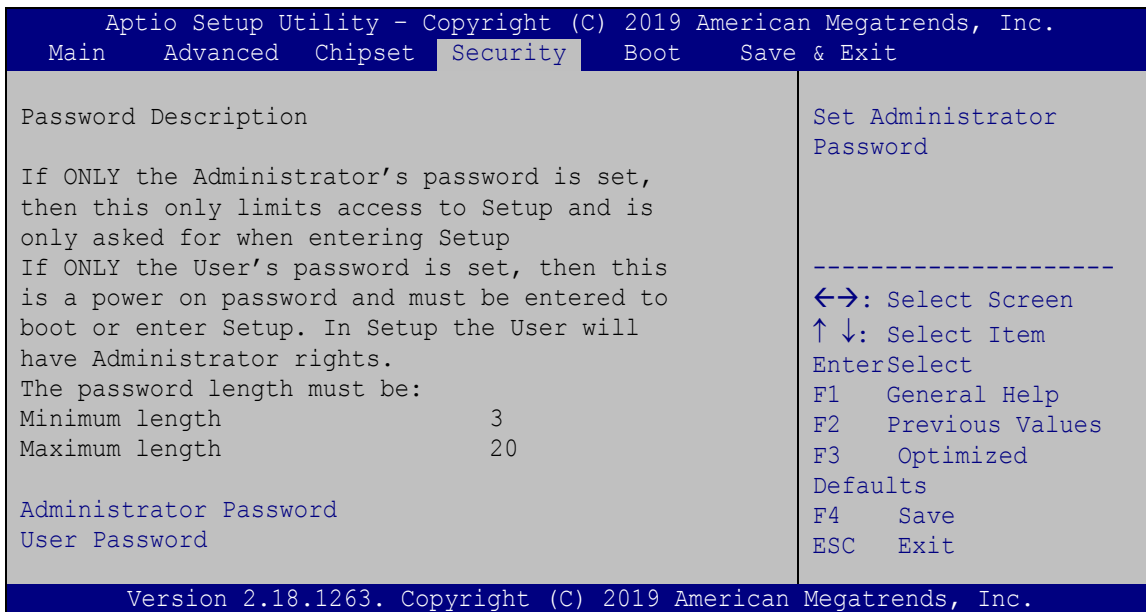 Aptio Setup Utility – Copyright (C) 2019 American Megatrends, Inc.
Main Advanced Chipset Security Boot Save & Exit
Password Description
If ONLY the Administrator’s password is set,
then this only limits access to Setup and is
only asked for when entering Setup
If ONLY the User’s password is set, then this
is a power on password and must be entered to
boot or enter Setup. In Setup the User will
have Administrator rights.
The password length must be:
Minimum length 3
Maximum length 20
Administrator Password
User Password
Set Administrator
Password
----------------------
←→: Select Screen
↑ ↓: Select Item
EnterSelect
F1 General Help
F2 Previous Values
F3 Optimized
Defaults
F4 Save
ESC Exit
Version 2.18.1263. Copyright (C) 2019 American Megatrends, Inc.